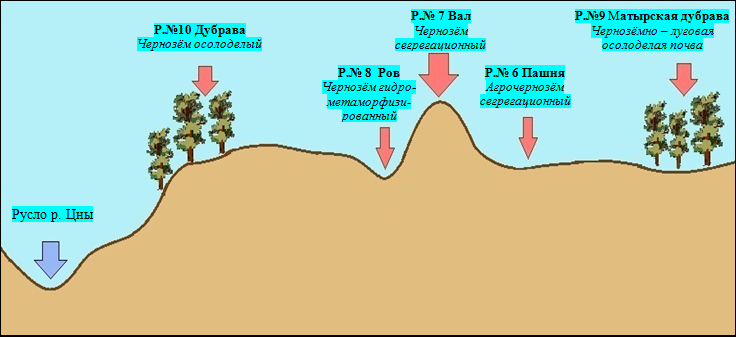 Р.№10 Дубрава
Чернозём осолоделый
Р.№ 8 Ров
Чернозём гидро-
метаморфизи-
рованный
Р.№ 7 Вал
Чернозём
сегрегационный
Р.№ 6 Пашня
Агрочернозём
сегрегационный
Р.№9 Матырская дубрава
Чернозёмно – луговая
осолоделая почва
Русло р. Цны